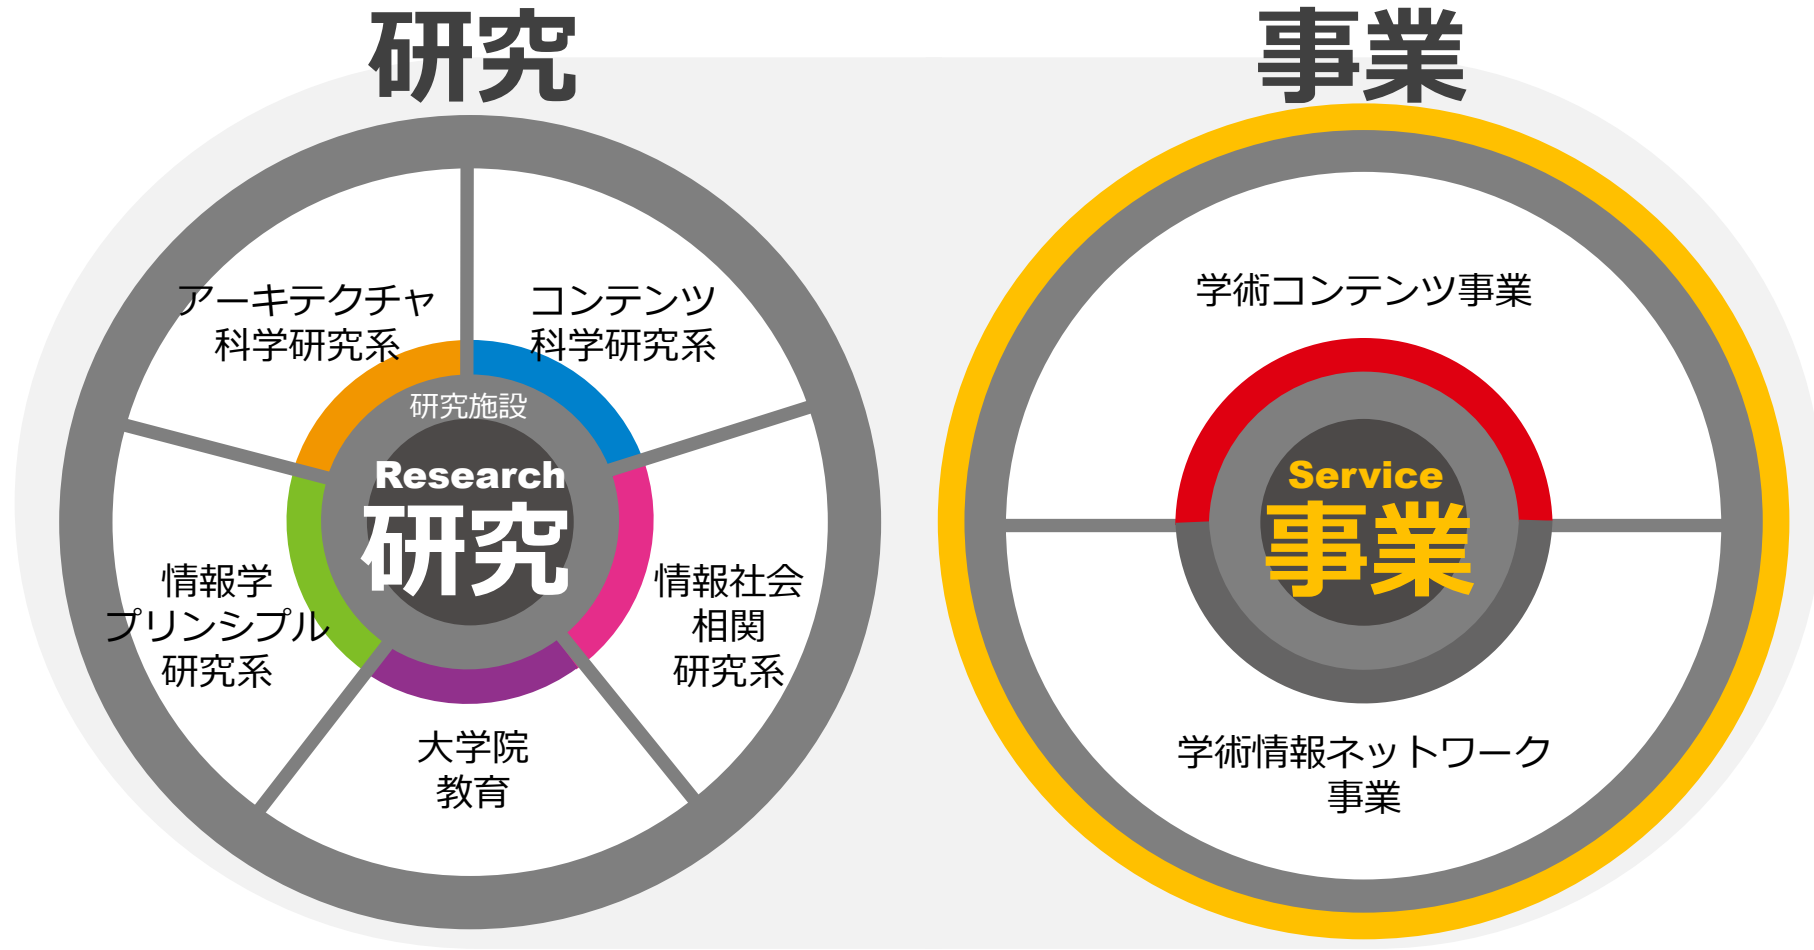 研究
アーキテクチャ
科学研究系
コンテンツ
科学研究系
研究施設
Research
研究
情報学
プリンシプル
研究系
情報社会
相関
研究系
大学院
教育
事業
学術コンテンツ事業
Service
事業
学術情報ネットワーク
事業